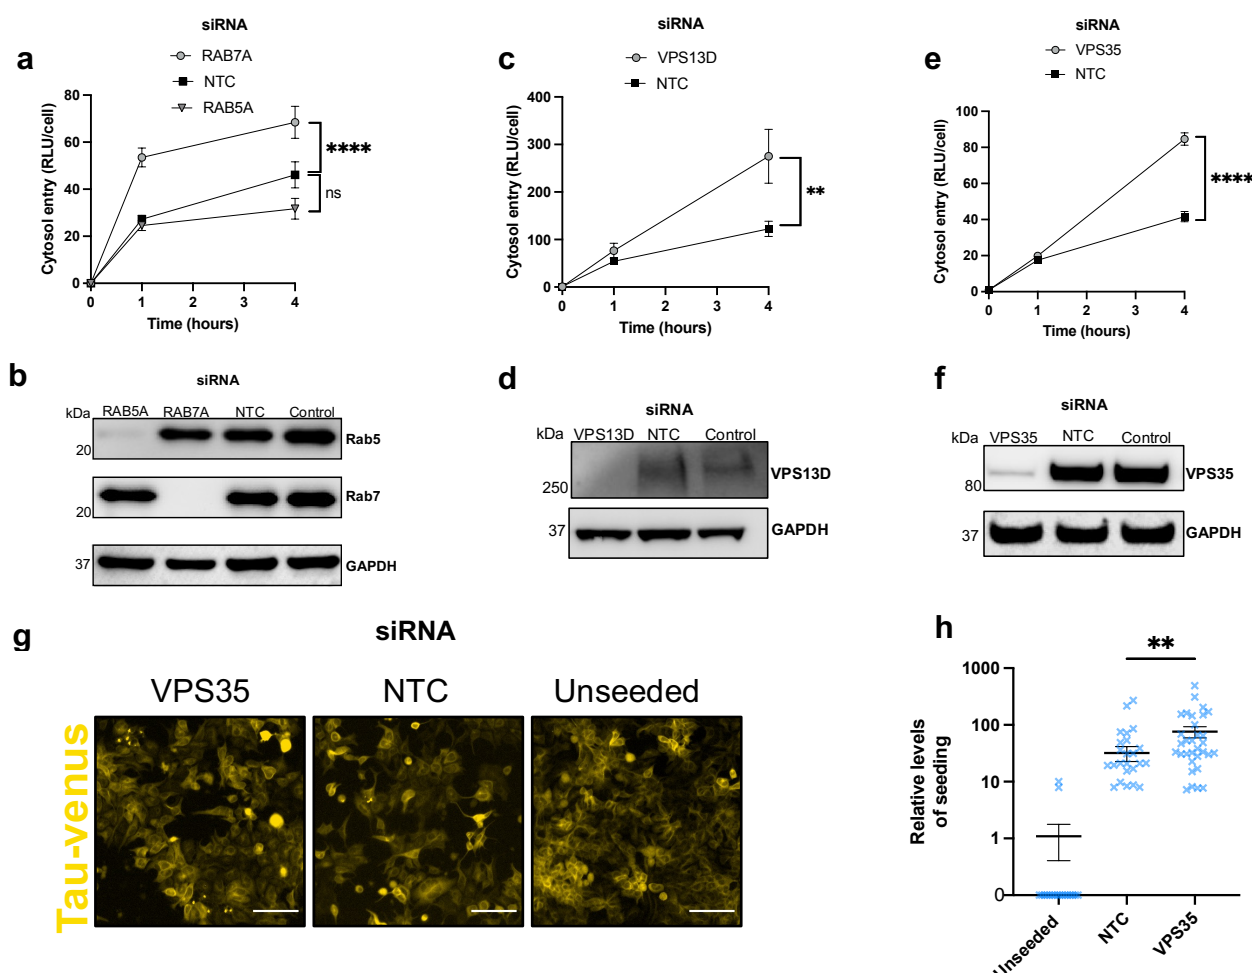 a
siRNA
RAB7A
NTC
RAB5A
Cytosol entry (RLU/cell)
80
60
40
20
0
****
ns
0 1 2 3 4
Time (hours)
c
siRNA
VPS13D
NTC
Cytosol entry (RLU/cell)
400
300
200
100
0
**
0 1 2 3 4
Time (hours)
e
siRNA
VPS35
NTC
Cytosol entry (RLU/cell)
100
80
60
40
20
0
****
0 1 2 3 4
Time (hours)
b
siRNA
kDa RAB5A RAB7A NTC Control
20 Rab5
20 Rab7
37 GAPDH
d
siRNA
kDa VPS13D NTC Control
250 VPS13D
37 GAPDH
f
siRNA
kDa VPS35 NTC Control
80 VPS35
37 GAPDH
g
siRNA
VPS35 NTC Unseeded
Tau-venus
h
**
Relative levels
of seeding
1000
100
10
1
0
Unseeded
NTC
VPS35